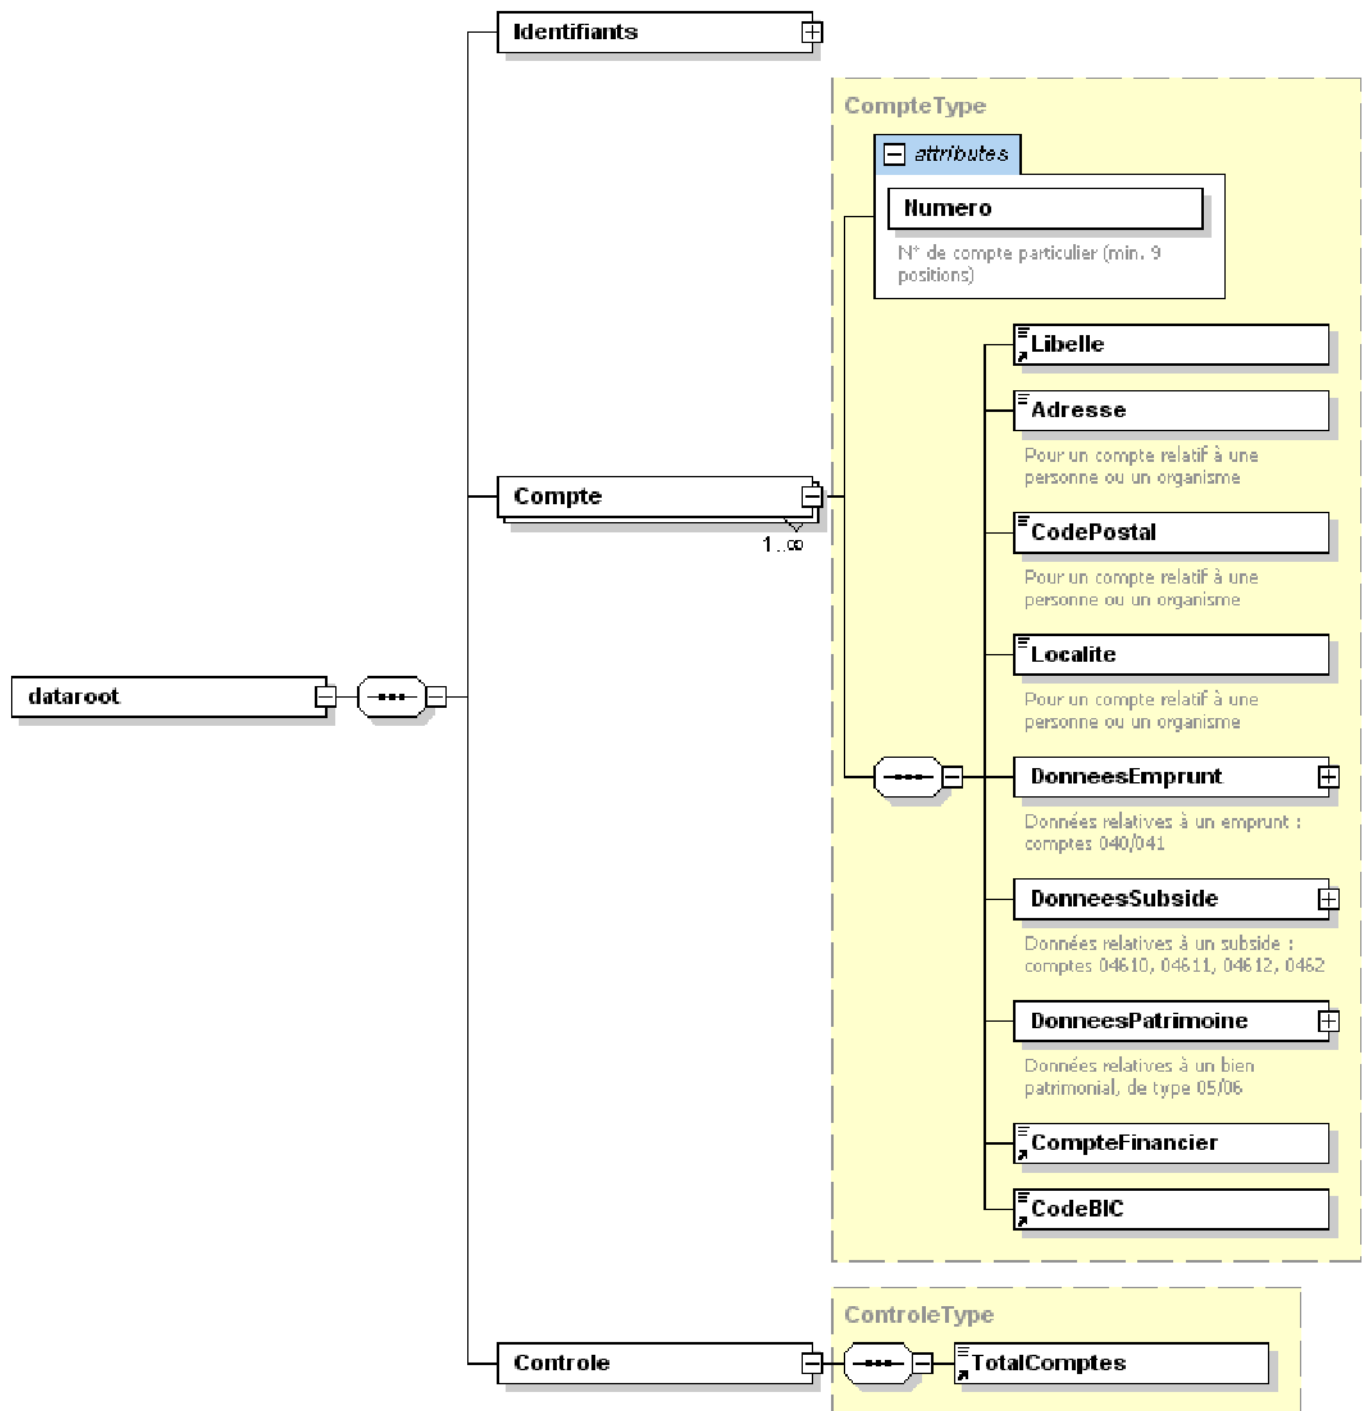 Identifiants
CompteType
attributes
Numero
N° de compte particulier (min. 9
positions)
Libelle
Adresse
Pour un compte relatif à une
personne ou un organisme
Compte
1..∞
CodePostal
Pour un compte relatif à une
personne ou un organisme
Localite
Pour un compte relatif à une
personne ou un organisme
dataroot
DonneesEmprunt
Données relatives à un emprunt :
comptes 040/041
DonneesSubside
Données relatives à un subside :
comptes 04610, 04611, 04612, 0462
DonneesPatrimoine
Données relatives à un bien
patrimonial, de type 05/06
CompteFinancier
CodeBIC
ControleType
Controle
TotalComptes